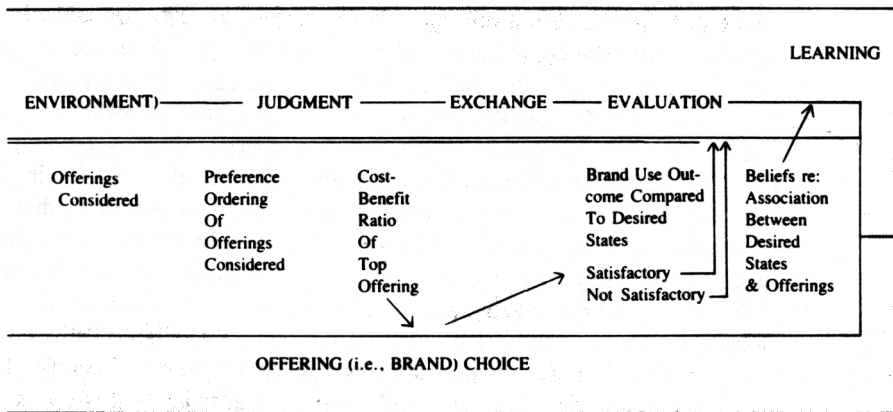 LEARNING
ENVIRONMENT) JUDGMENT EXCHANGE EVALUATION
Offerings
Considered
Preference
Ordering
Of
Offerings
Considered
Cost-
Benefit
Ratio
Of
Top
Offering
Brand Use Out-
come Compared
To Desired
States
Satisfactory
Not Satisfactory
Beliefs re:
Association
Between
Desired
States
& Offerings
OFFERING (i.e., BRAND) CHOICE